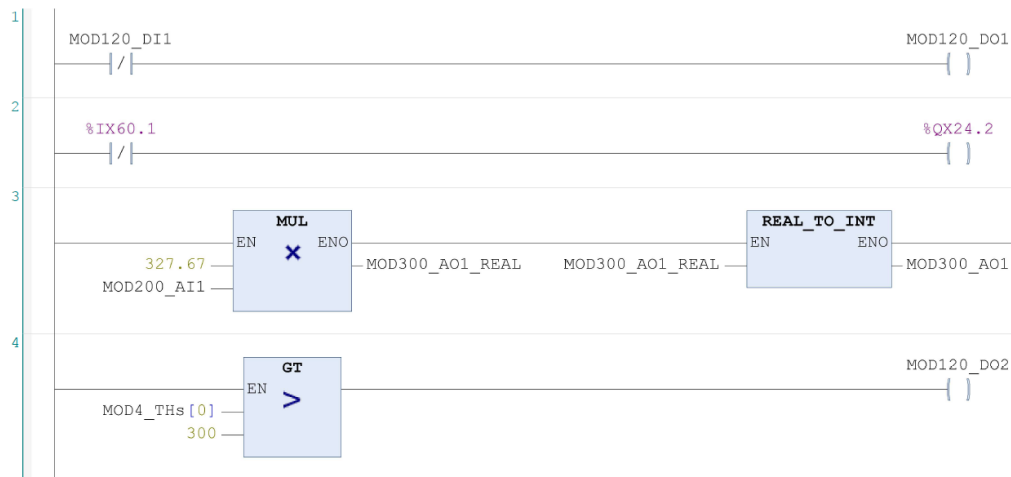 1
MOD120_DI1 MOD120_DO1
2
%IX60.1 %QX24.2
3
MUL REAL_TO_INT
EN ENO EN ENO
327.67 MOD300_AO1_REAL MOD300_AO1_REAL MOD300_AO1
MOD200_AI1
4
GT MOD120_DO2
EN
MOD4_THs[0]
300